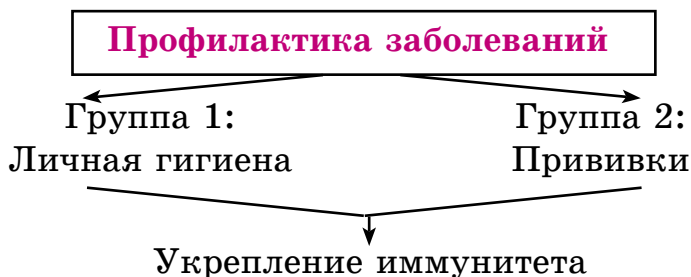 Профилактика заболеваний
Группа 1:
Личная гигиена
Группа 2:
Прививки
Укрепление иммунитета